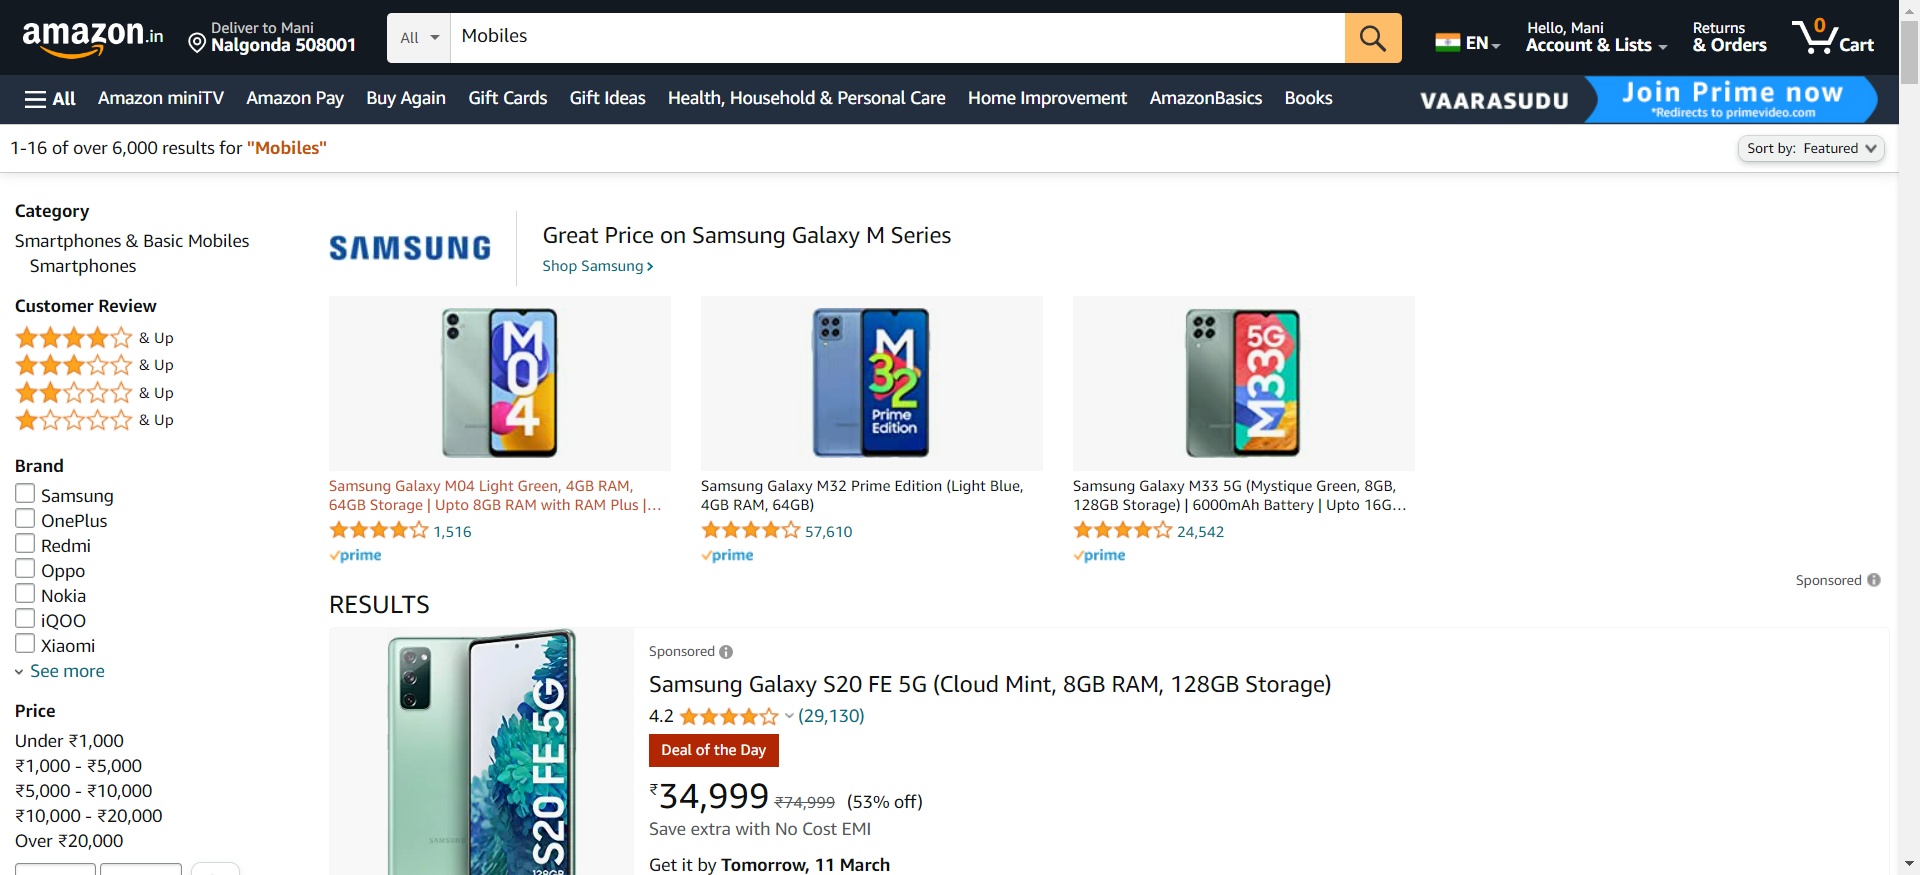 amazon.in
Deliver to Mani
Nalgonda 508001
All
Mobiles
EN
Hello, Mani
Account & Lists
Returns
& Orders
0
Cart
All
Amazon miniTV
Amazon Pay
Buy Again
Gift Cards
Gift Ideas
Health, Household & Personal Care
Home Improvement
AmazonBasics
Books
VAARASUDU
Join Prime now
*Redirects to primevideo.com
1-16 of over 6,000 results for "Mobiles"
Sort by: Featured
Category
Smartphones & Basic Mobiles
Smartphones
Customer Review
& Up
& Up
& Up
& Up
Brand
Samsung
OnePlus
Redmi
Oppo
Nokia
iQOO
Xiaomi
See more
Price
Under ₹1,000
₹1,000 - ₹5,000
₹5,000 - ₹10,000
₹10,000 - ₹20,000
Over ₹20,000
SAMSUNG
Great Price on Samsung Galaxy M Series
Shop Samsung
M04
Samsung Galaxy M04 Light Green, 4GB RAM,
64GB Storage | Upto 8GB RAM with RAM Plus |...
1,516
prime
M
32
Prime
Edition
Samsung Galaxy M32 Prime Edition (Light Blue,
4GB RAM, 64GB)
57,610
prime
M33 5G
Samsung Galaxy M33 5G (Mystique Green, 8GB,
128GB Storage) | 6000mAh Battery | Upto 16G...
24,542
prime
Sponsored
RESULTS
SAMSUNG
S20 FE 5G
128GB
Sponsored
Samsung Galaxy S20 FE 5G (Cloud Mint, 8GB RAM, 128GB Storage)
4.2 (29,130)
Deal of the Day
₹34,999 ₹74,999 (53% off)
Save extra with No Cost EMI
Get it by Tomorrow, 11 March